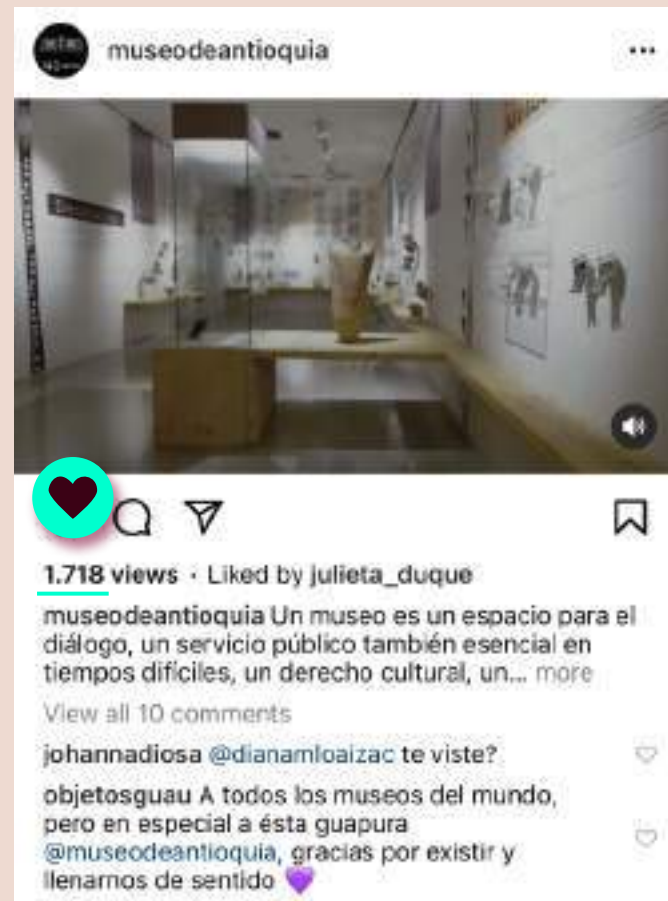 museodeantioquia
1.718 views · Liked by julieta_duque
museodeantioquia Un museo es un espacio para el
diálogo, un servicio público también esencial en
tiempos difíciles, un derecho cultural, un... more
View all 10 comments
johannadiosa @dianamloaizac te viste?
objetosguau A todos los museos del mundo,
pero en especial a ésta guapura
@museodeantioquia, gracias por existir y
llenarnos de sentido 💜